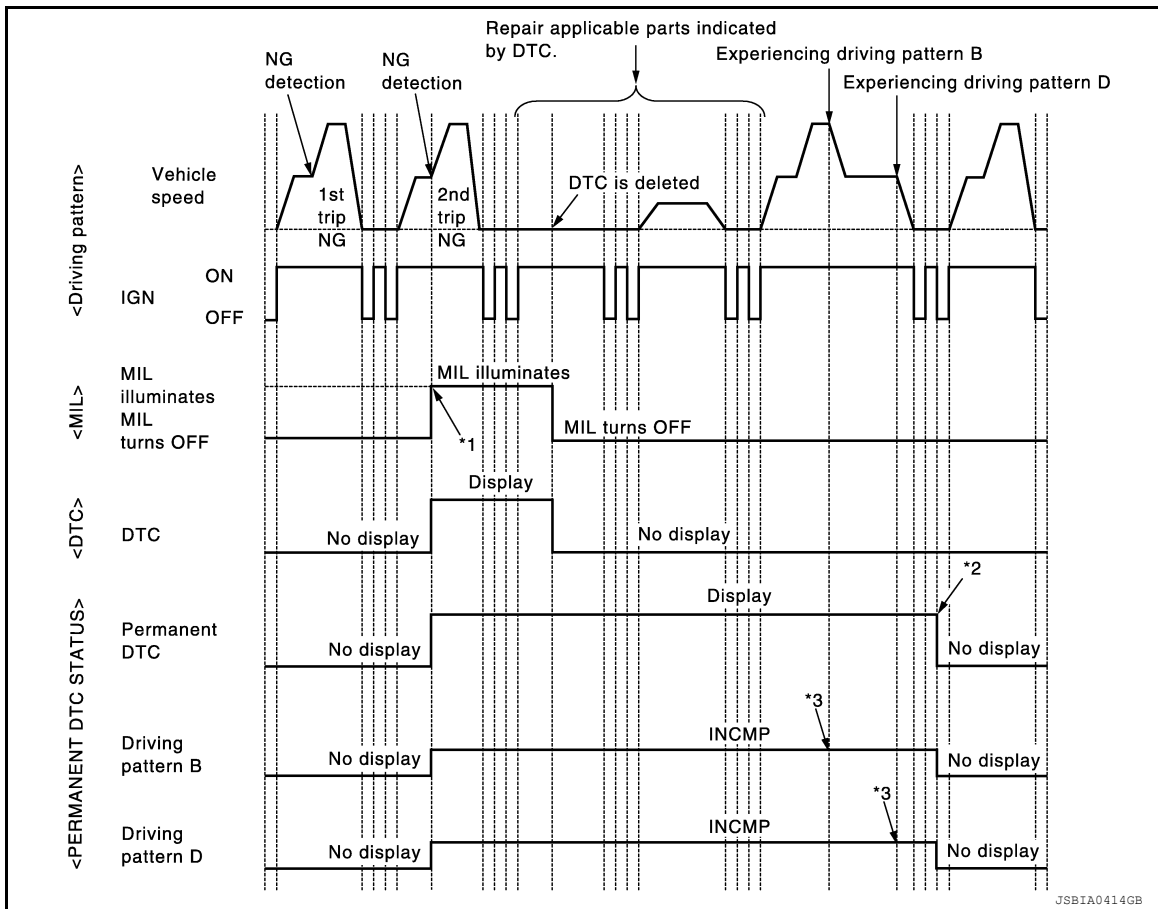 Repair applicable parts indicated
by DTC.
NG
detection
NG
detection
Experiencing driving pattern B
Experiencing driving pattern D
<Driving pattern>
Vehicle
speed
1st
trip
NG
2nd
trip
NG
DTC is deleted
IGN
ON
OFF
<MIL>
MIL
illuminates
MIL
turns OFF
MIL illuminates
*1
MIL turns OFF
<DTC>
DTC
No display
Display
No display
<PERMANENT DTC STATUS>
Permanent
DTC
No display
Display
*2
No display
Driving
pattern B
No display
INCMP
*3
No display
Driving
pattern D
No display
INCMP
*3
No display
JSBIA0414GB